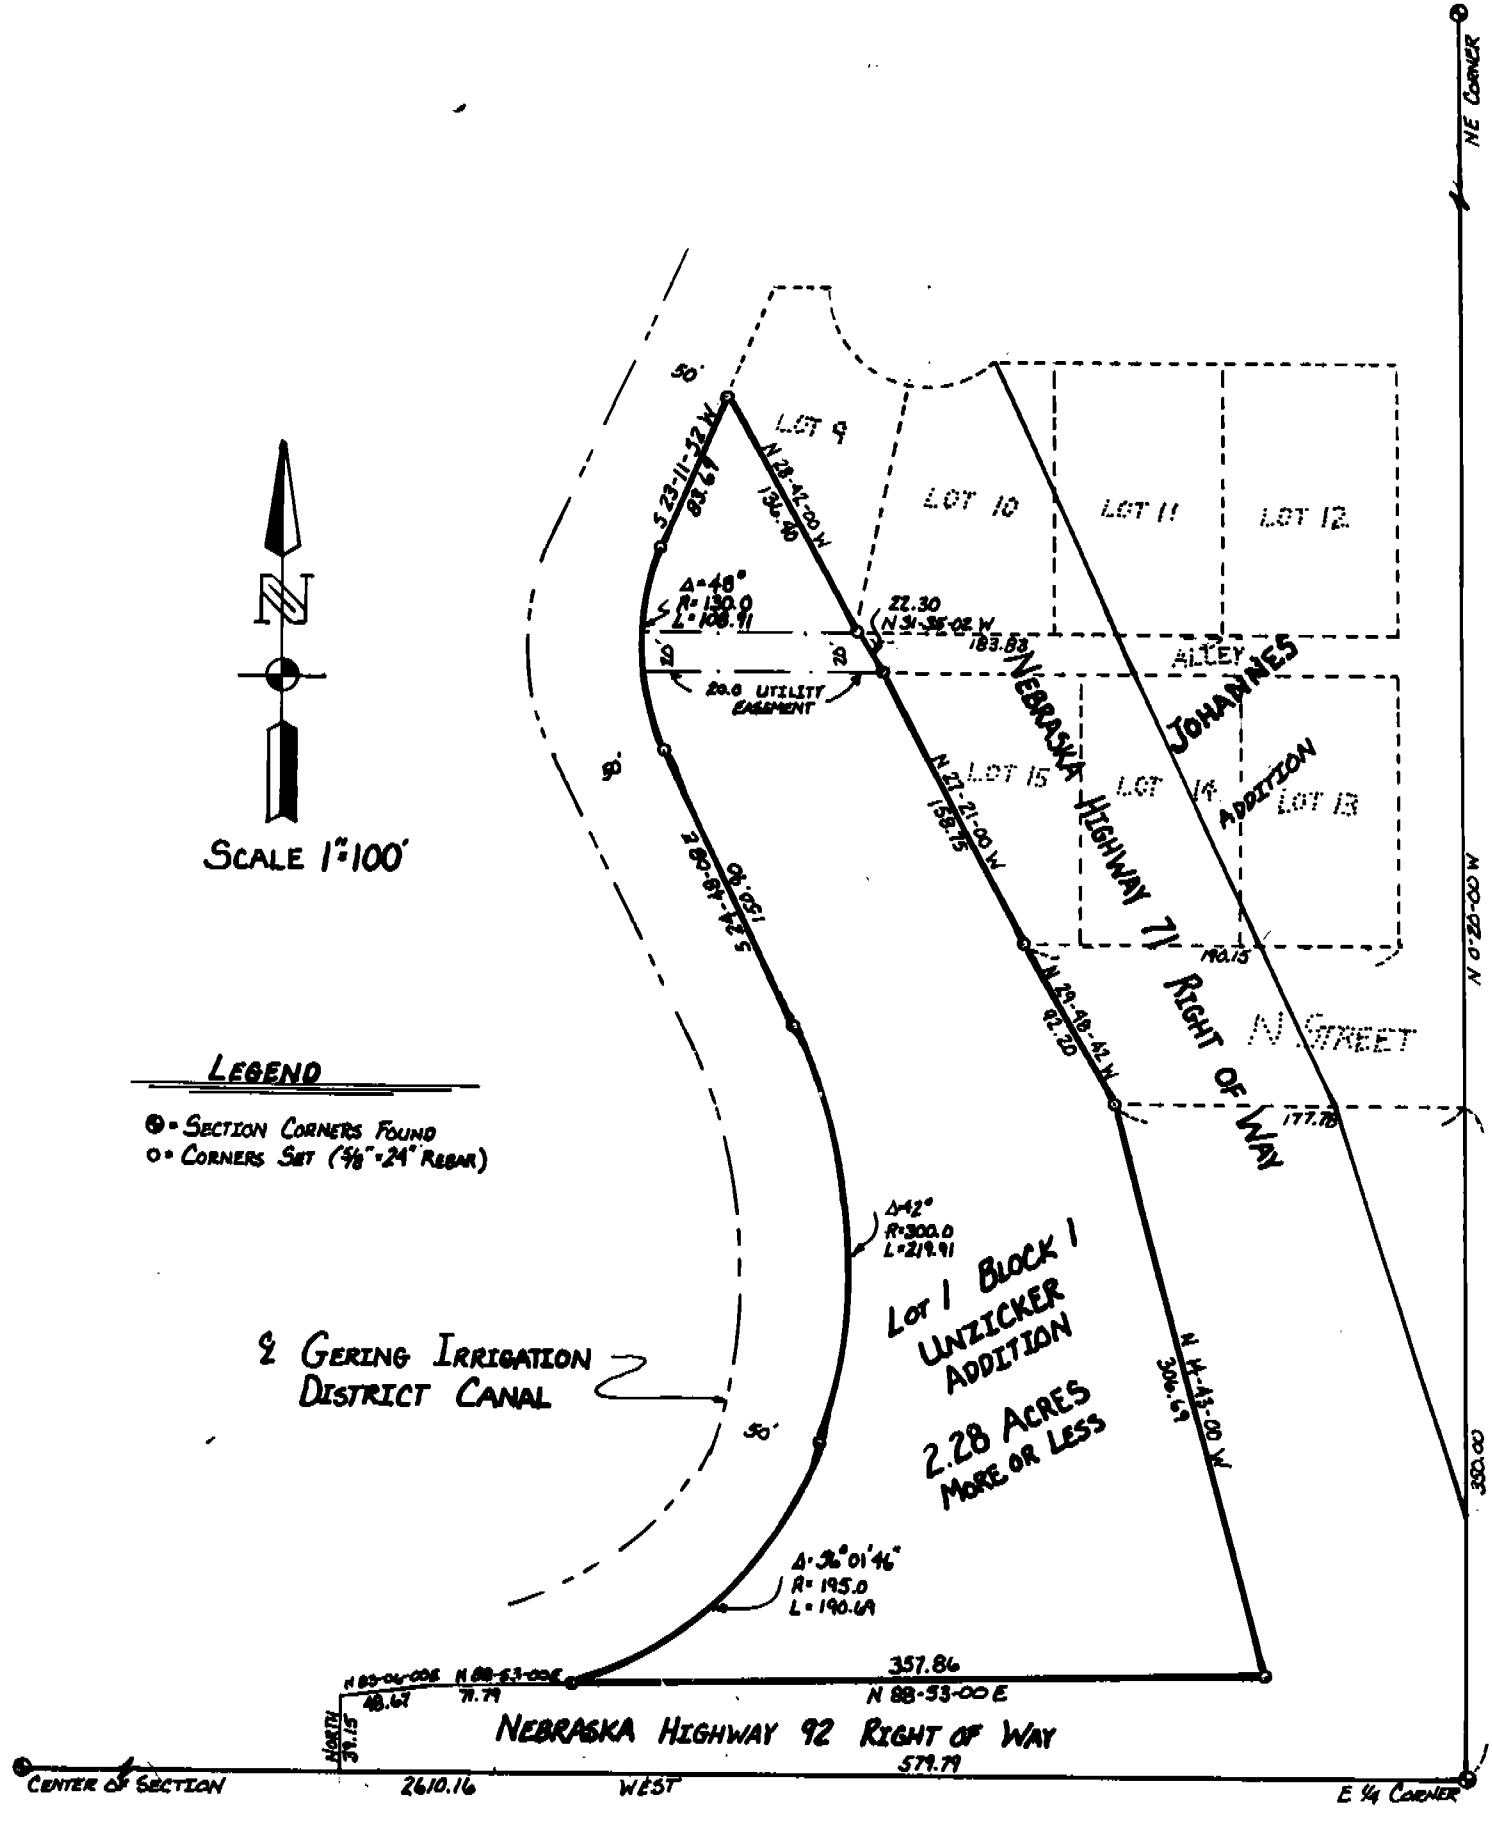 NE CORNER
50'
S 23-11-52 W
83.69
LOT 9
N 28-42-00 W
136.40
LOT 10
LOT 11
LOT 12
N
Δ=48°
R=130.0
L=108.91
22.30
N 31-35-02 W
183.83
ALLEY
20'
20'
20.0 UTILITY
EASEMENT
NEBRASKA HIGHWAY 71 RIGHT OF WAY
JOHANNES
ADDITION
50'
LOT 15
LOT 14
LOT 13
N 27-21-00 W
158.75
SCALE 1"=100'
S 24-48-08 E
150.90
N 0-20-00 W
190.15
N 29-48-42 W
92.20
N STREET
LEGEND
= SECTION CORNERS FOUND
= CORNERS SET (5/8"=24" REBAR)
177.78
Δ=42°
R=300.0
L=219.91
LOT 1 BLOCK 1
UNZICKER
ADDITION
2.28 ACRES
MORE OR LESS
℄ GERING IRRIGATION
DISTRICT CANAL
N 14-43-00 W
306.69
50'
350.00
Δ=56°01'46"
R=195.0
L=190.69
N 88-53-00 E
357.86
48.67
N 88-53-00 E
NORTH
39.15
NEBRASKA HIGHWAY 92 RIGHT OF WAY
579.79
CENTER OF SECTION
2610.16
WEST
E 1/4 CORNER